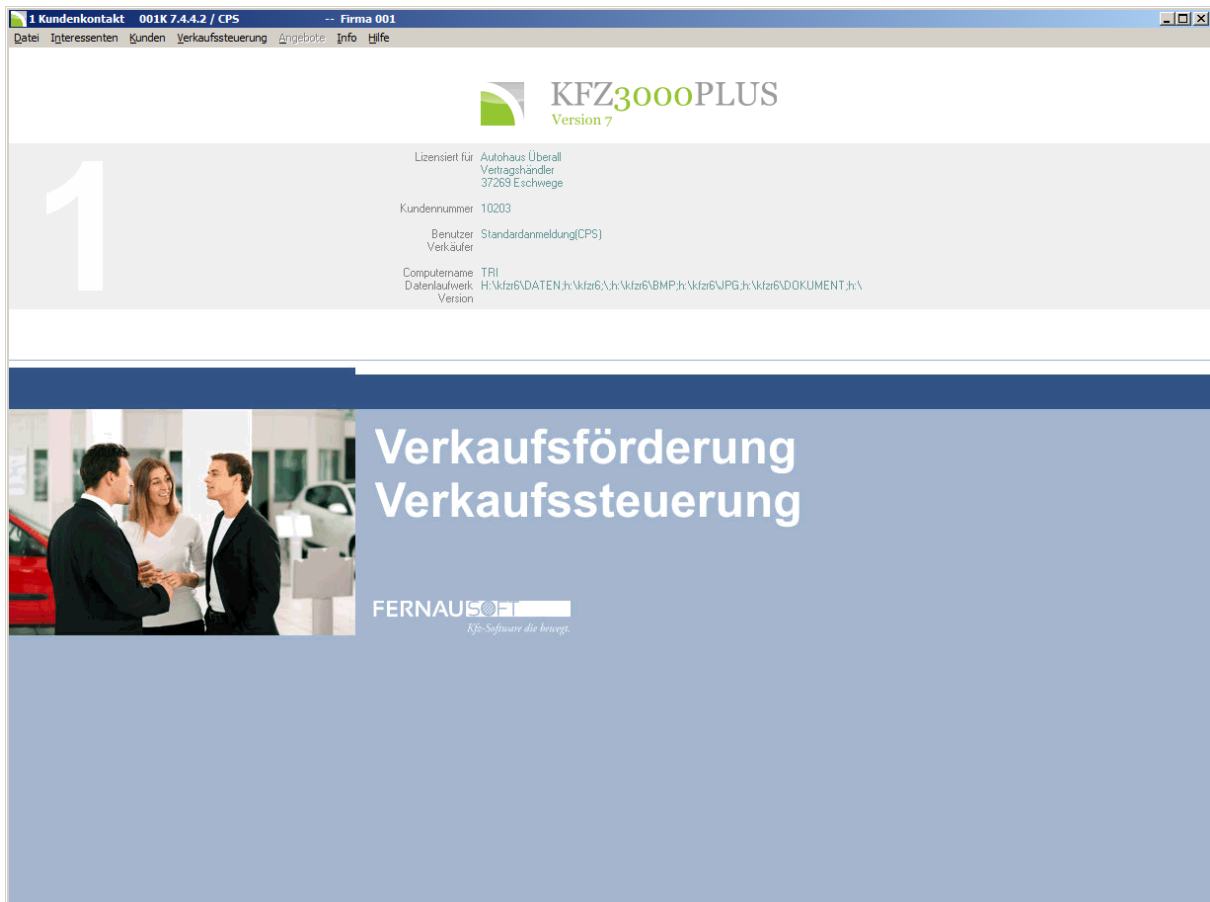 1 Kundenkontakt 001K 7.4.4.2 / CPS -- Firma 001
Datei Interessenten Kunden Verkaufssteuerung Angebote Info Hilfe
KFZ3000PLUS
Version 7
1
Lizensiert für Autohaus Überall
Vertragshändler
37269 Eschwege
Kundennummer 10203
Benutzer Standardanmeldung(CPS)
Verkäufer
Computername TRI
Datenlaufwerk H:\kfzr6\DATEN;h:\kfzr6;\;h:\kfzr6\BMP;h:\kfzr6\JPG;h:\kfzr6\DOKUMENT;h:\
Version
Verkaufsförderung
Verkaufssteuerung
FERNAUSOFT
Kfz-Software die bewegt.